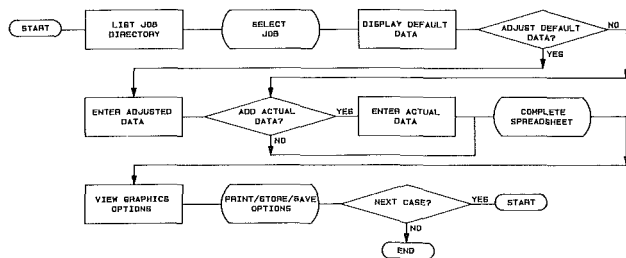 START
LIST JOB
DIRECTORY
SELECT
JOB
DISPLAY DEFAULT
DATA
ADJUST DEFAULT
DATA?
NO
YES
ENTER ADJUSTED
DATA
ADD ACTUAL
DATA?
YES
NO
ENTER ACTUAL
DATA
COMPLETE
SPREADSHEET
VIEW GRAPHICS
OPTIONS
PRINT/STORE/SAVE
OPTIONS
NEXT CASE?
YES
START
NO
END